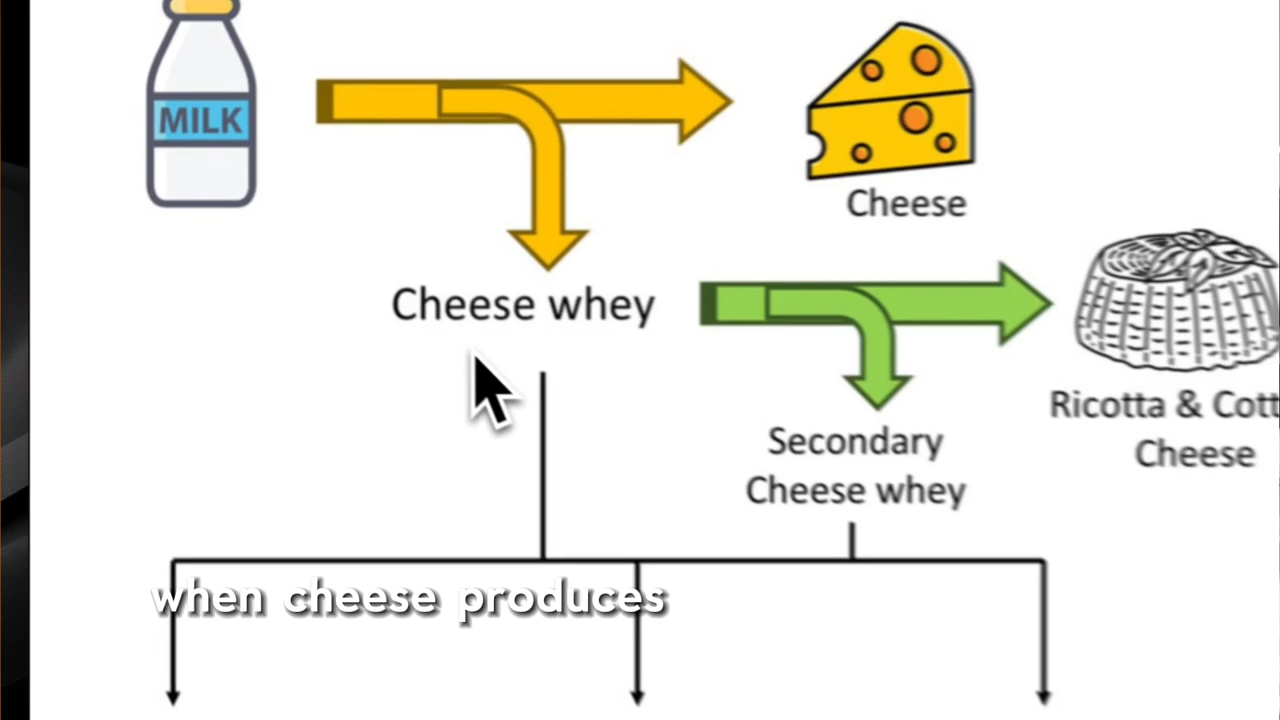 MILK
Cheese
Cheese whey
Ricotta & Cott
Cheese
Secondary
Cheese whey
when cheese produces